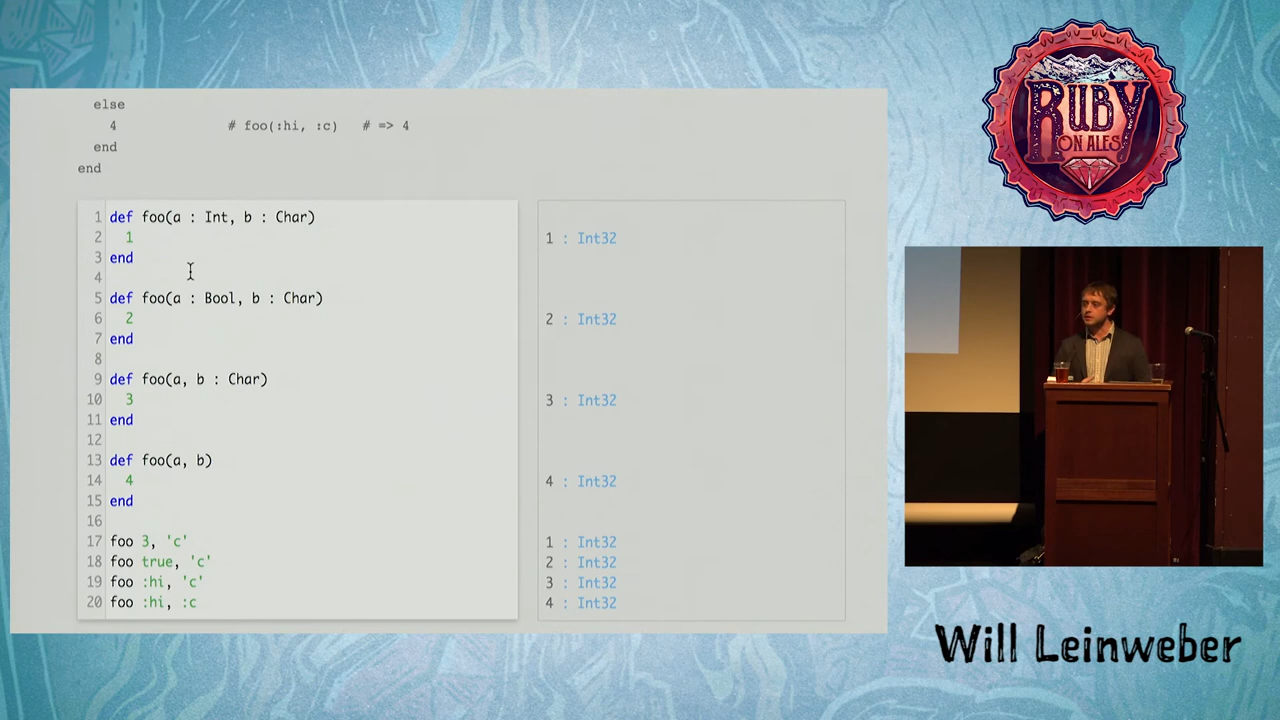 else
4 # foo(:hi, :c) # => 4
end
end
1 def foo(a : Int, b : Char)
2 1
3 end
4
5 def foo(a : Bool, b : Char)
6 2
7 end
8
9 def foo(a, b : Char)
10 3
11 end
12
13 def foo(a, b)
14 4
15 end
16
17 foo 3, 'c'
18 foo true, 'c'
19 foo :hi, 'c'
20 foo :hi, :c
1 : Int32
2 : Int32
3 : Int32
4 : Int32
1 : Int32
2 : Int32
3 : Int32
4 : Int32
RUBY
ON ALES
Will Leinweber